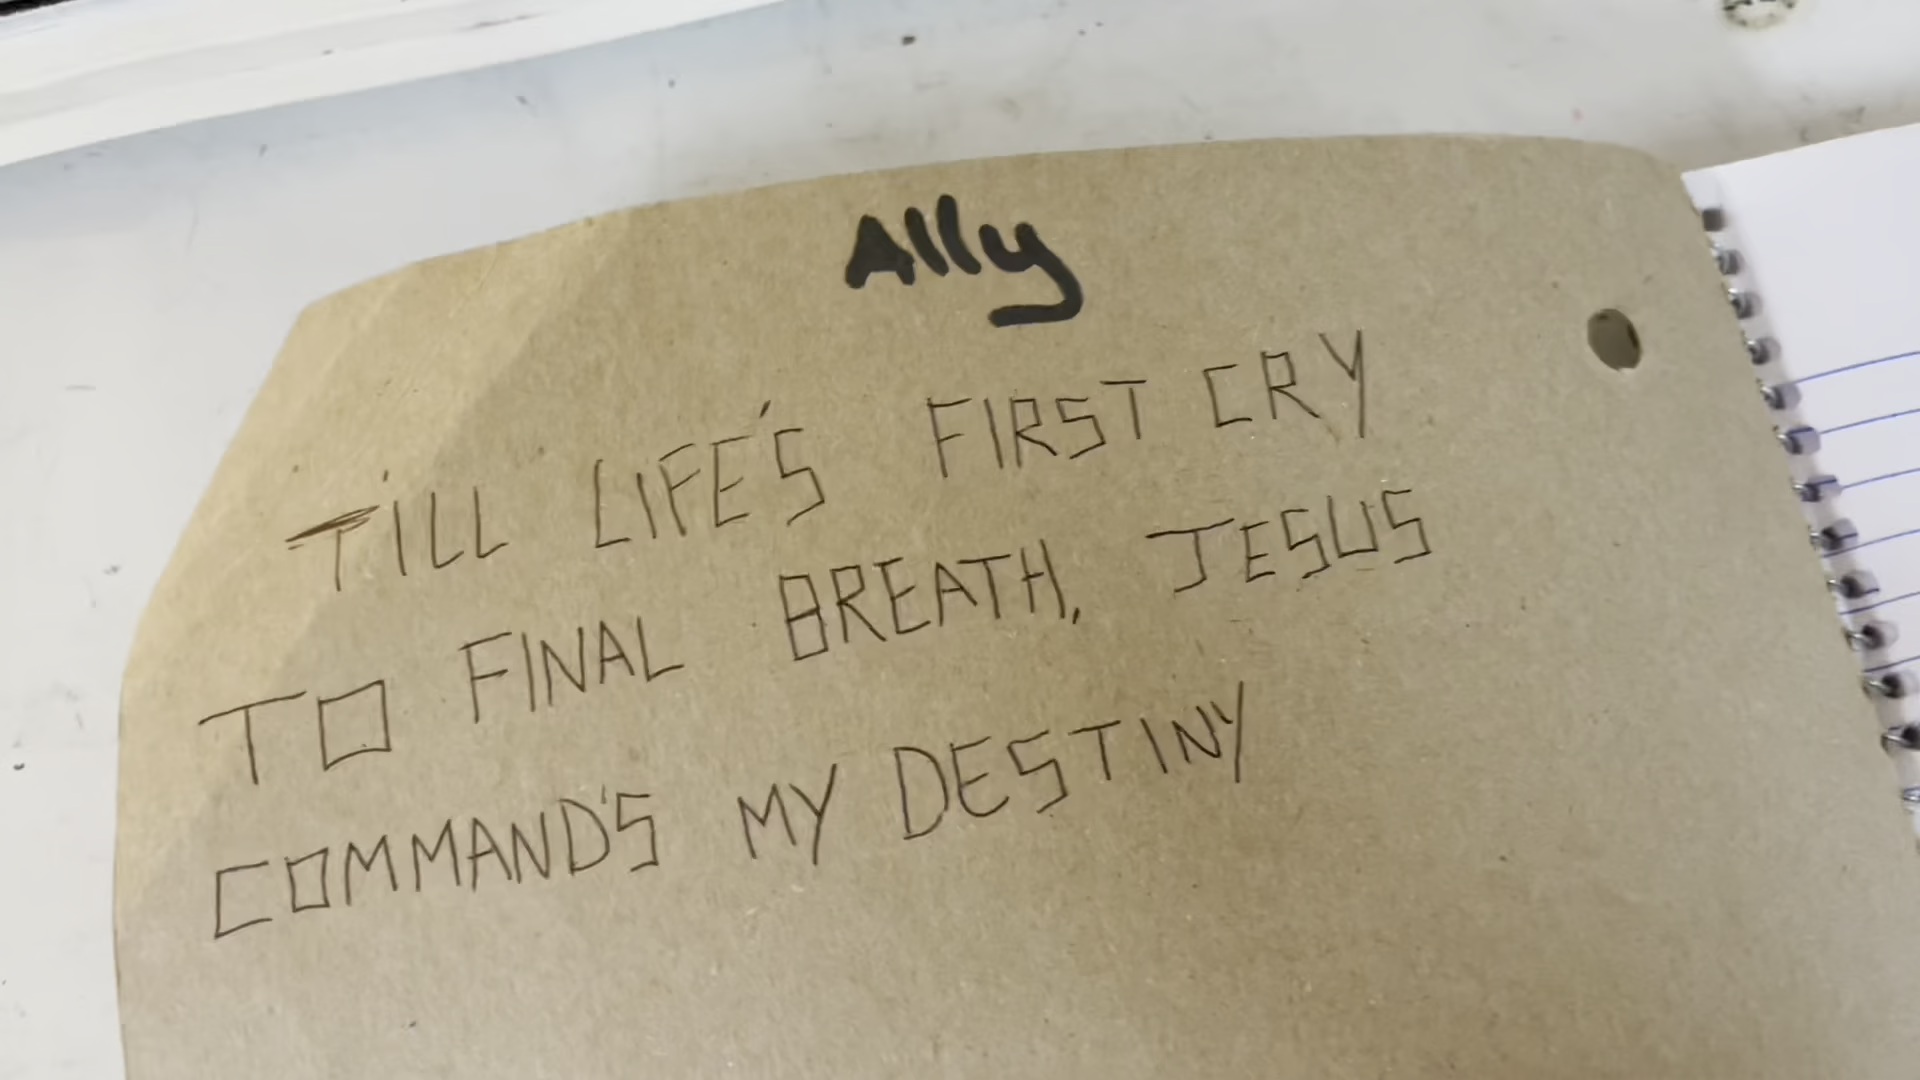 Ally
TILL LIFE'S FIRST CRY
TO FINAL BREATH, JESUS
COMMAND'S MY DESTINY